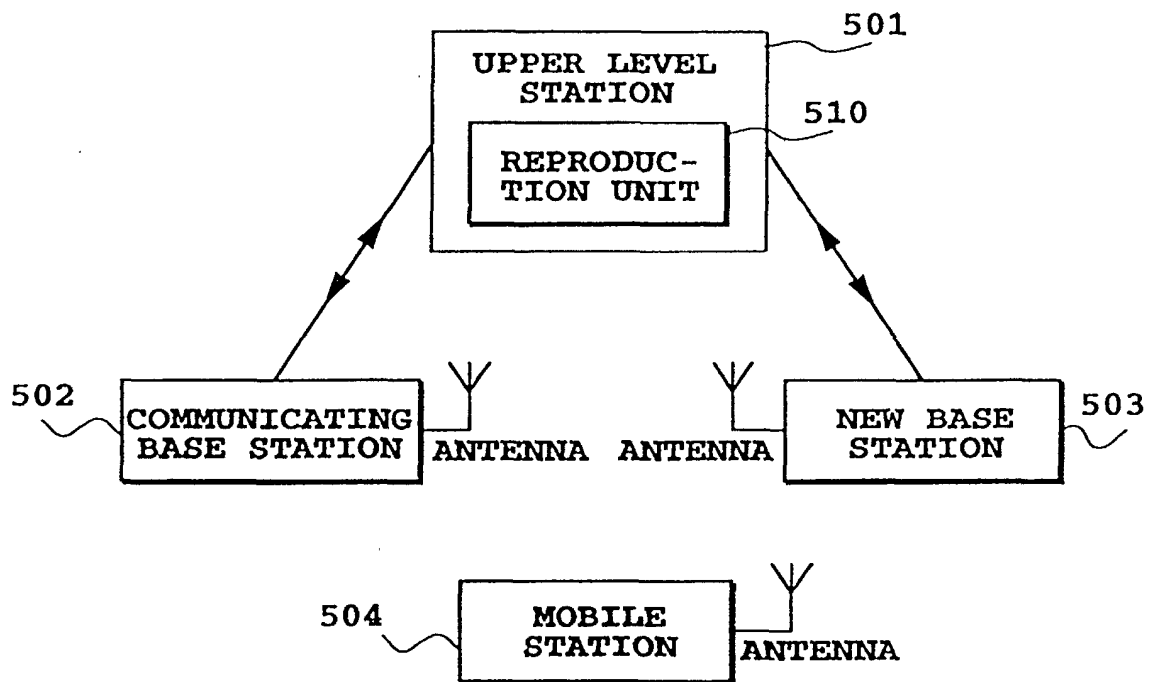 501
UPPER LEVEL
STATION
510
REPRODUC-
TION UNIT
502
COMMUNICATING
BASE STATION
ANTENNA
ANTENNA
NEW BASE
STATION
503
504
MOBILE
STATION
ANTENNA